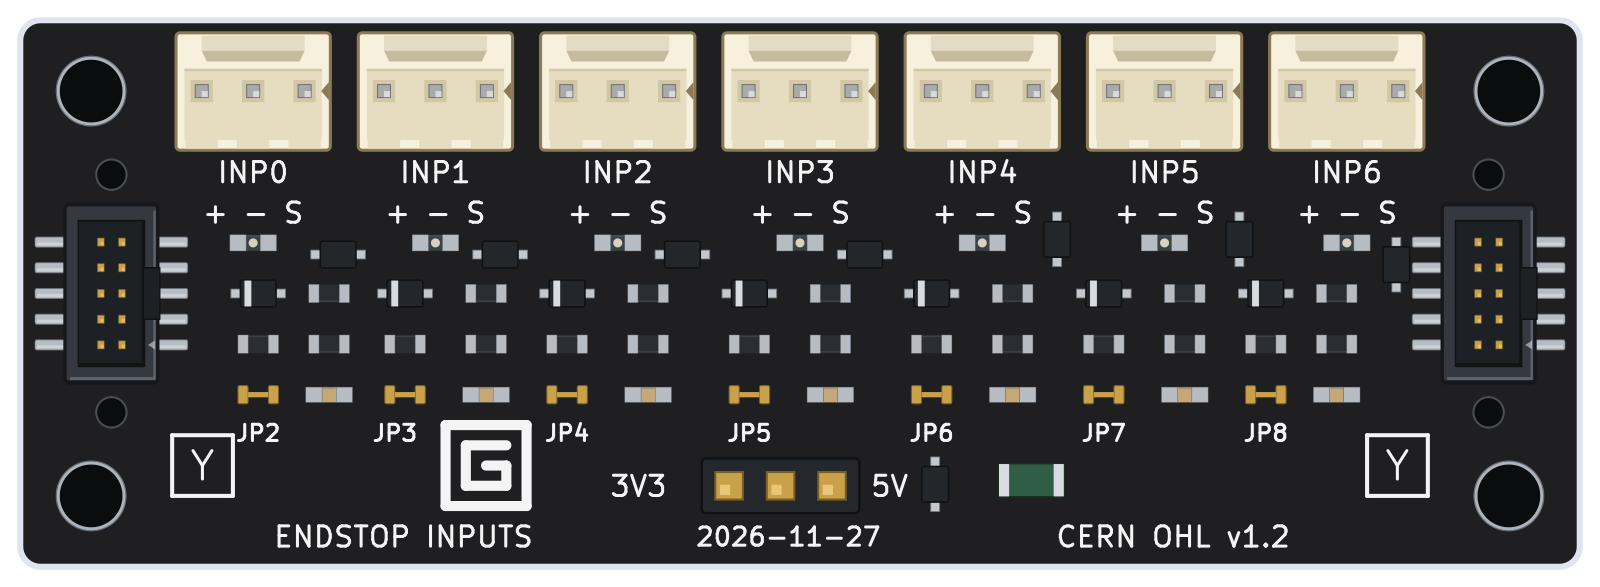 INP0 INP1 INP2 INP3 INP4 INP5 INP6
+ − S + − S + − S + − S + − S + − S + − S
JP2 JP3 JP4 JP5 JP6 JP7 JP8
Y Y
3V3 5V
ENDSTOP INPUTS 2026-11-27 CERN OHL v1.2